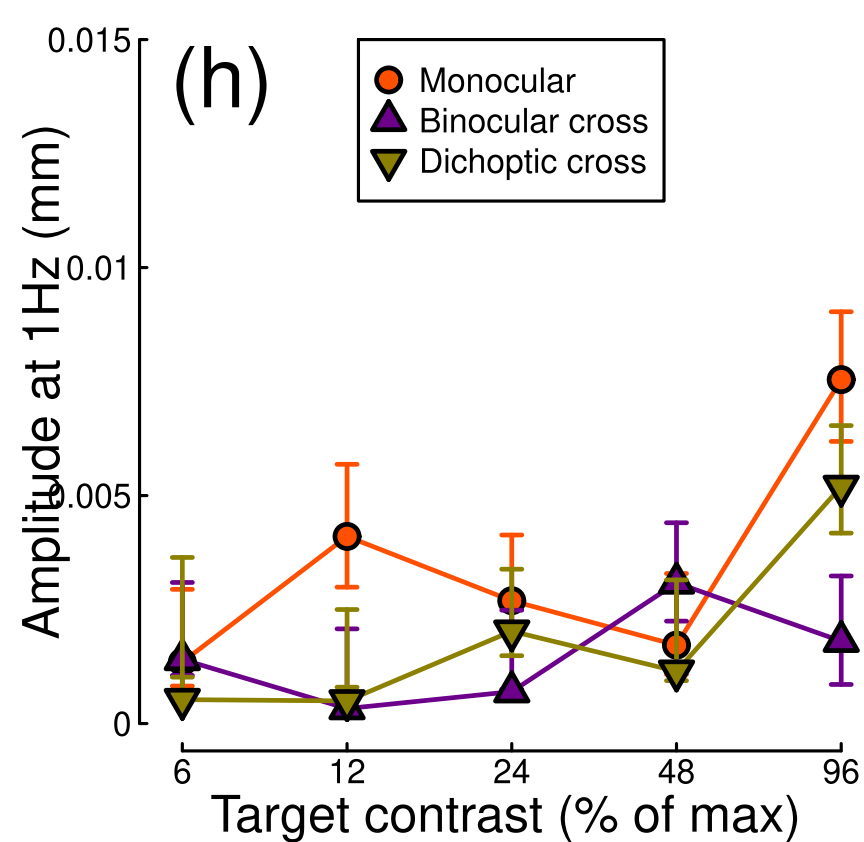 0.015
(h)
Monocular
Binocular cross
Dichoptic cross
Amplitude at 1Hz (mm)
0.01
0.005
0
6 12 24 48 96
Target contrast (% of max)